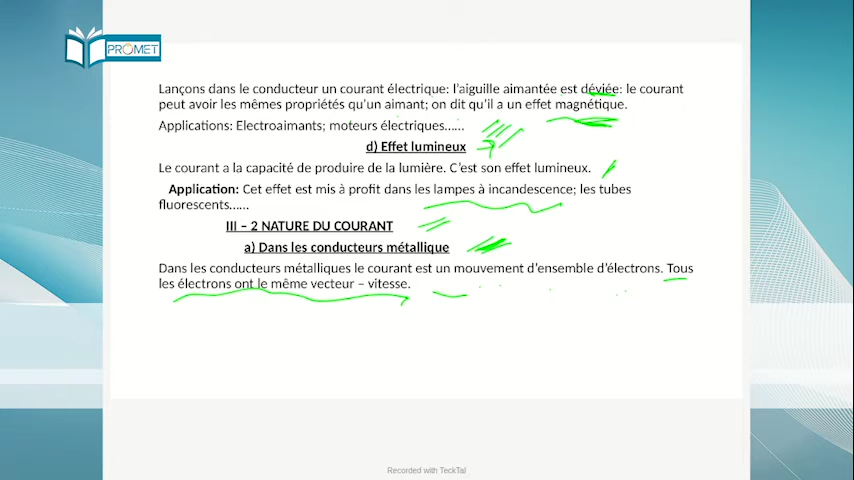 PROMET
Lançons dans le conducteur un courant électrique: l'aiguille aimantée est déviée: le courant
peut avoir les mêmes propriétés qu'un aimant; on dit qu'il a un effet magnétique.
Applications: Electroaimants; moteurs électriques......
d) Effet lumineux
Le courant a la capacité de produire de la lumière. C'est son effet lumineux.
Application: Cet effet est mis à profit dans les lampes à incandescence; les tubes
fluorescents......
III – 2 NATURE DU COURANT
a) Dans les conducteurs métallique
Dans les conducteurs métalliques le courant est un mouvement d'ensemble d'électrons. Tous
les électrons ont le même vecteur – vitesse.
Recorded with TeckTal